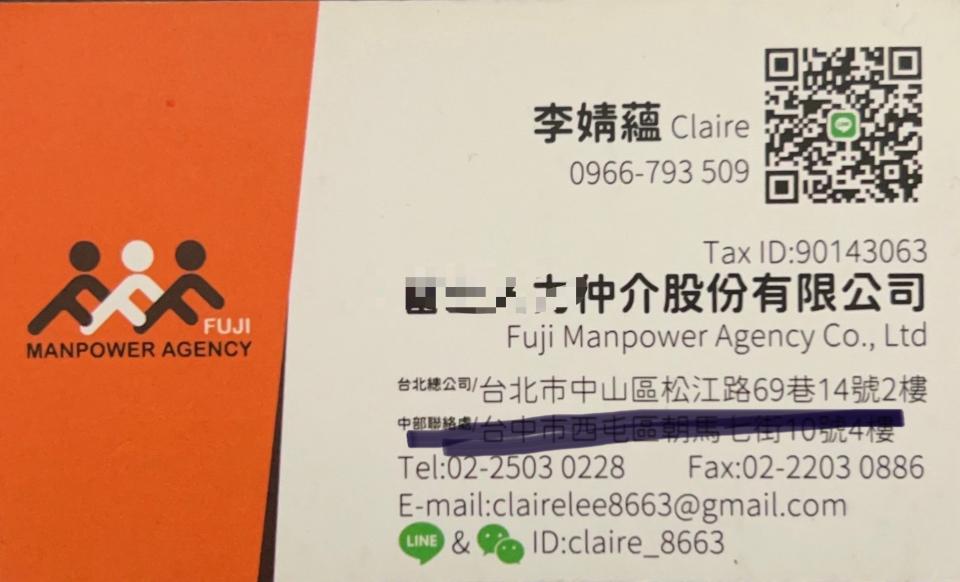 李婧蘊 Claire
0966-793 509
FUJI
MANPOWER AGENCY
Tax ID:90143063
仲介股份有限公司
Fuji Manpower Agency Co., Ltd
台北總公司/台北市中山區松江路69巷14號2樓
中部聯絡處/台中市西屯區朝馬七街10號4樓
Tel:02-2503 0228 Fax:02-2203 0886
E-mail:clairelee8663@gmail.com
LINE & ID:claire_8663